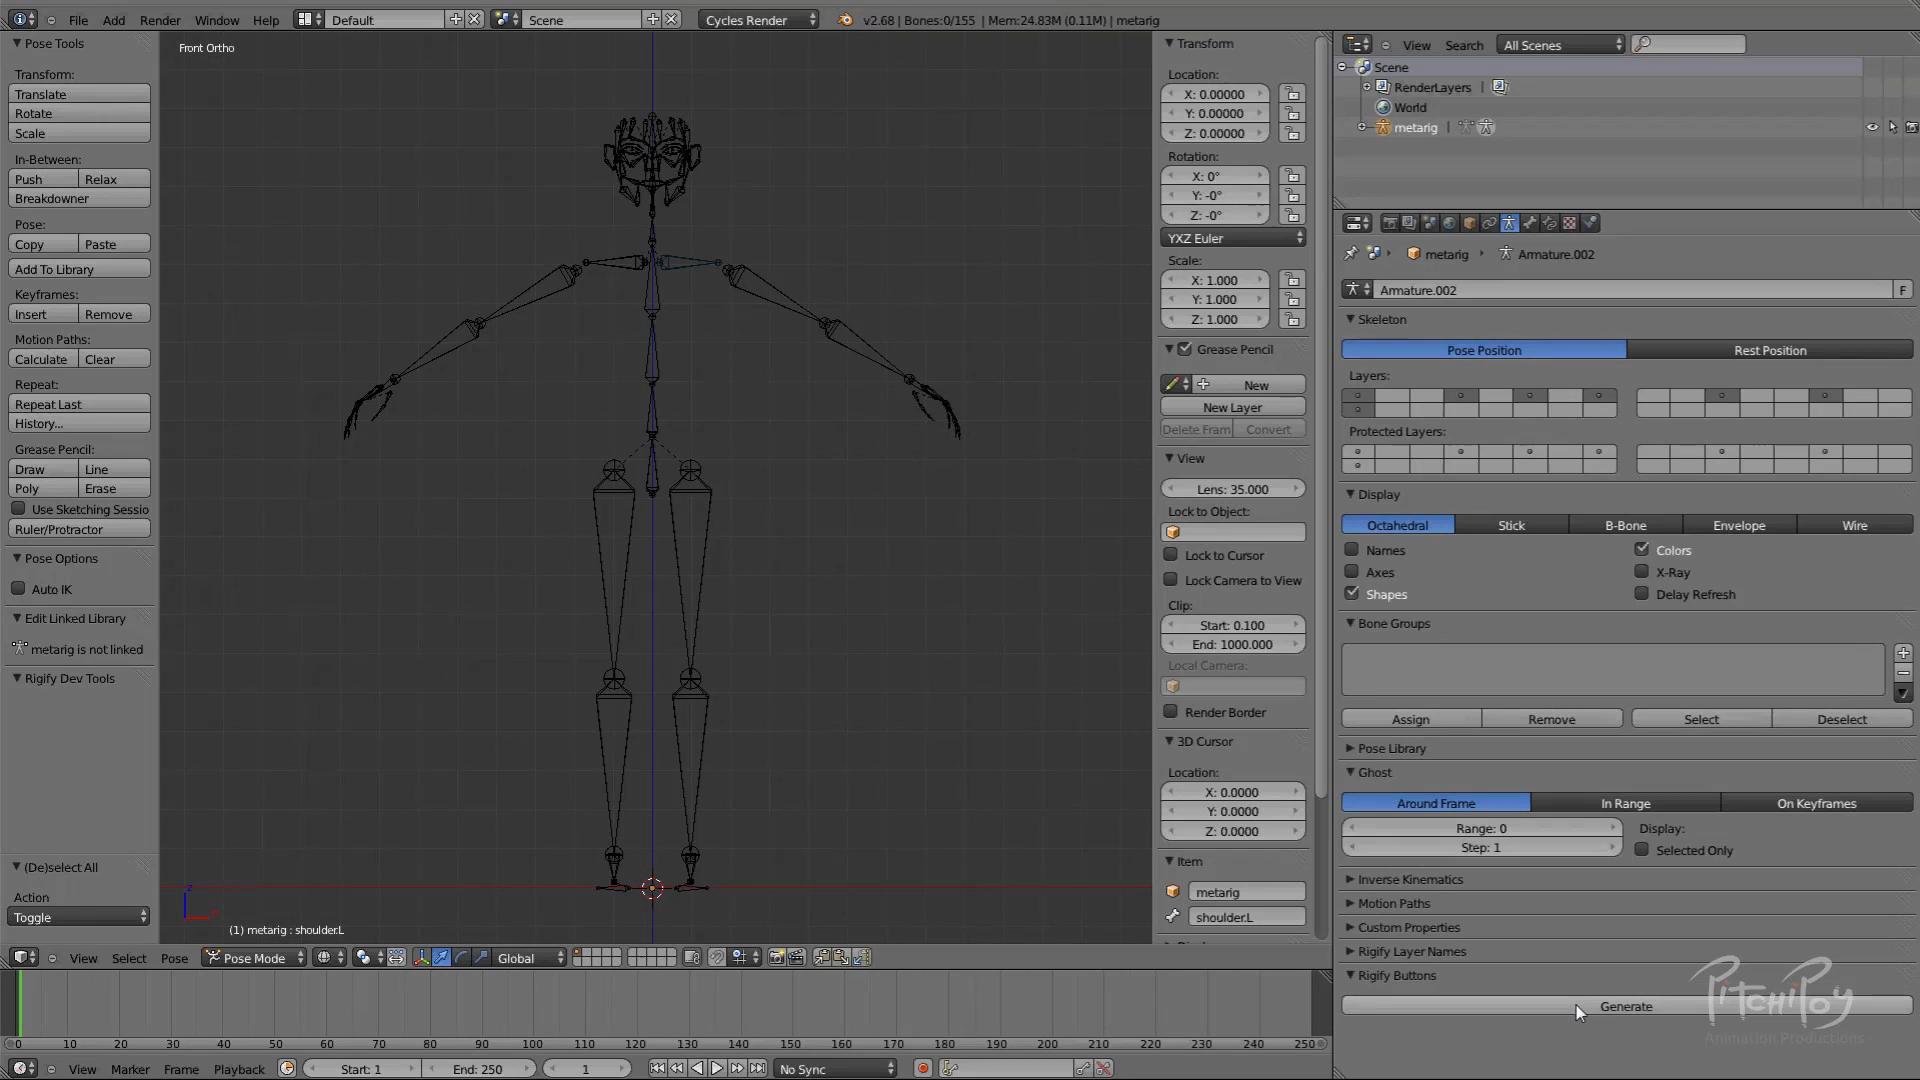 File Add Render Window Help Default Scene Cycles Render v2.68 | Bones:0/155 | Mem:24.83M (0.11M) | metarig
Pose Tools
Transform:
Translate
Rotate
Scale
In-Between:
Push Relax
Breakdowner
Pose:
Copy Paste
Add To Library
Keyframes:
Insert Remove
Motion Paths:
Calculate Clear
Repeat:
Repeat Last
History...
Grease Pencil:
Draw Line
Poly Erase
Use Sketching Sessio
Ruler/Protractor
Pose Options
Auto IK
Edit Linked Library
metarig is not linked
Rigify Dev Tools
(De)select All
Action
Toggle
Front Ortho
(1) metarig : shoulder.L
Transform
Location:
X: 0.00000
Y: 0.00000
Z: 0.00000
Rotation:
X: 0°
Y: -0°
Z: -0°
YXZ Euler
Scale:
X: 1.000
Y: 1.000
Z: 1.000
Grease Pencil
New
New Layer
Delete Fram Convert
View
Lens: 35.000
Lock to Object:
Lock to Cursor
Lock Camera to View
Clip:
Start: 0.100
End: 1000.000
Local Camera:
Render Border
3D Cursor
Location:
X: 0.0000
Y: 0.0000
Z: 0.0000
Item
metarig
shoulder.L
View Search All Scenes
Scene
RenderLayers |
World
metarig |
metarig Armature.002
Armature.002 F
Skeleton
Pose Position Rest Position
Layers:
Protected Layers:
Display
Octahedral Stick B-Bone Envelope Wire
Names Colors
Axes X-Ray
Shapes Delay Refresh
Bone Groups
Assign Remove Select Deselect
Pose Library
Ghost
Around Frame In Range On Keyframes
Range: 0 Display:
Step: 1 Selected Only
Inverse Kinematics
Motion Paths
Custom Properties
Rigify Layer Names
Rigify Buttons
Generate
PitchiPoy
Animation Productions
View Select Pose Pose Mode Global
0 10 20 30 40 50 60 70 80 90 100 110 120 130 140 150 160 170 180 190 200 210 220 230 240 250
View Marker Frame Playback Start: 1 End: 250 1 No Sync